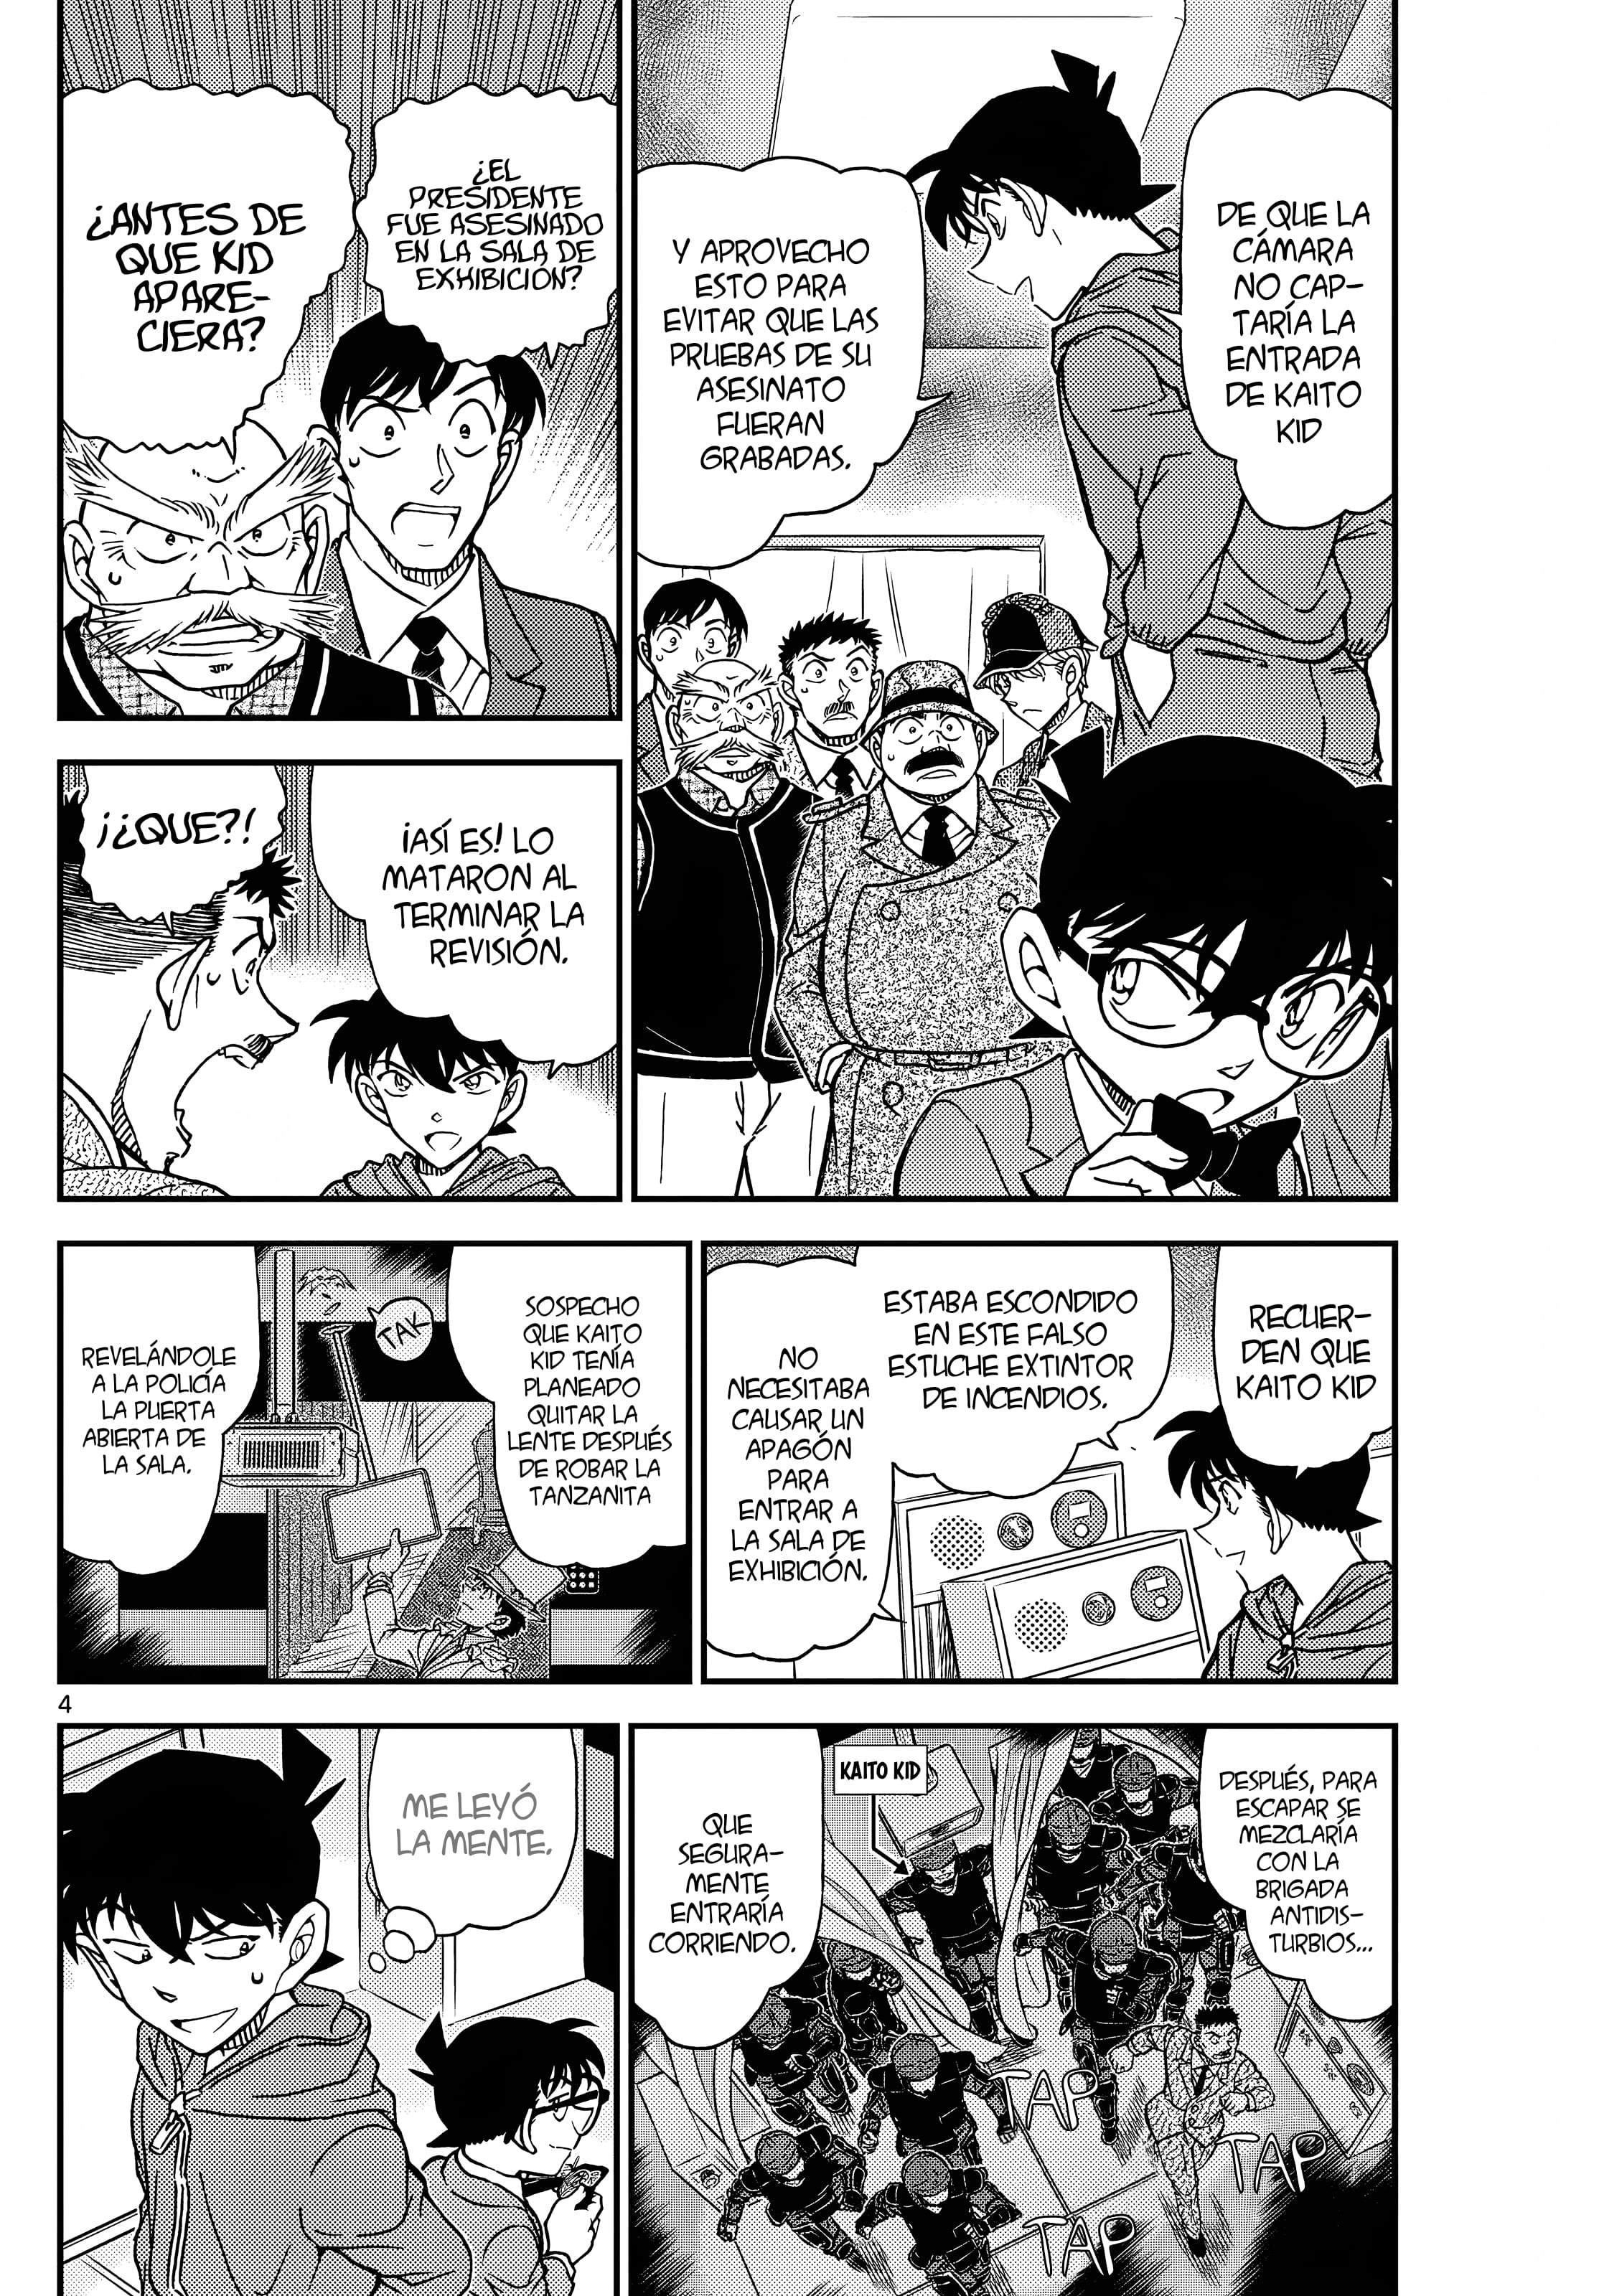 DE QUE LA
CÁMARA
NO CAP-
TARÍA LA
ENTRADA
DE KAITO
KID
Y APROVECHO
ESTO PARA
EVITAR QUE LAS
PRUEBAS DE SU
ASESINATO
FUERAN
GRABADAS.
¿EL
PRESIDENTE
FUE ASESINADO
EN LA SALA DE
EXHIBICIÓN?
¿ANTES DE
QUE KID
APARE-
CIERA?
¡ASÍ ES! LO
MATARON AL
TERMINAR LA
REVISIÓN.
¡¿QUE?!
RECUER-
DEN QUE
KAITO KID
ESTABA ESCONDIDO
EN ESTE FALSO
ESTUCHE EXTINTOR
DE INCENDIOS.
NO
NECESITABA
CAUSAR UN
APAGÓN
PARA
ENTRAR A
LA SALA DE
EXHIBICIÓN.
SOSPECHO
QUE KAITO
KID TENÍA
PLANEADO
QUITAR LA
LENTE DESPUÉS
DE ROBAR LA
TANZANITA
TAK
REVELÁNDOLE
A LA POLICÍA
LA PUERTA
ABIERTA DE
LA SALA.
4
DESPUÉS, PARA
ESCAPAR SE
MEZCLARÍA
CON LA
BRIGADA
ANTIDIS-
TURBIOS...
KAITO KID
QUE
SEGURA-
MENTE
ENTRARÍA
CORRIENDO.
TAP
TAP
TAP
ME LEYÓ
LA MENTE.